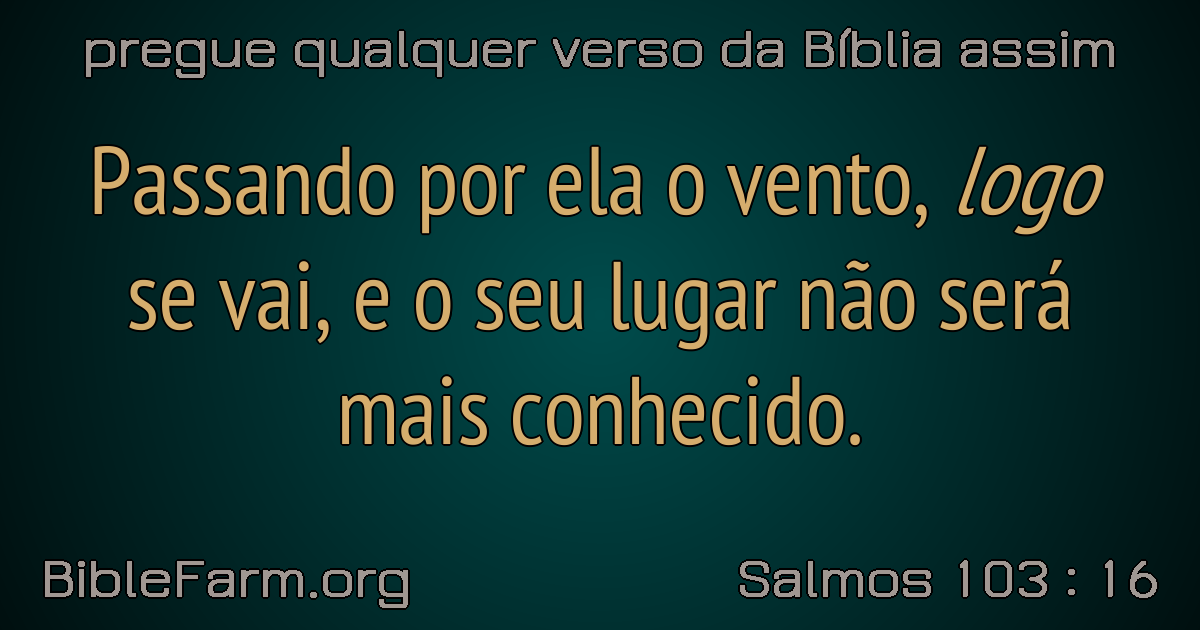 pregue qualquer verso da Bíblia assim
Passando por ela o vento, logo
se vai, e o seu lugar não será
mais conhecido.
BibleFarm.org
Salmos 103 : 16